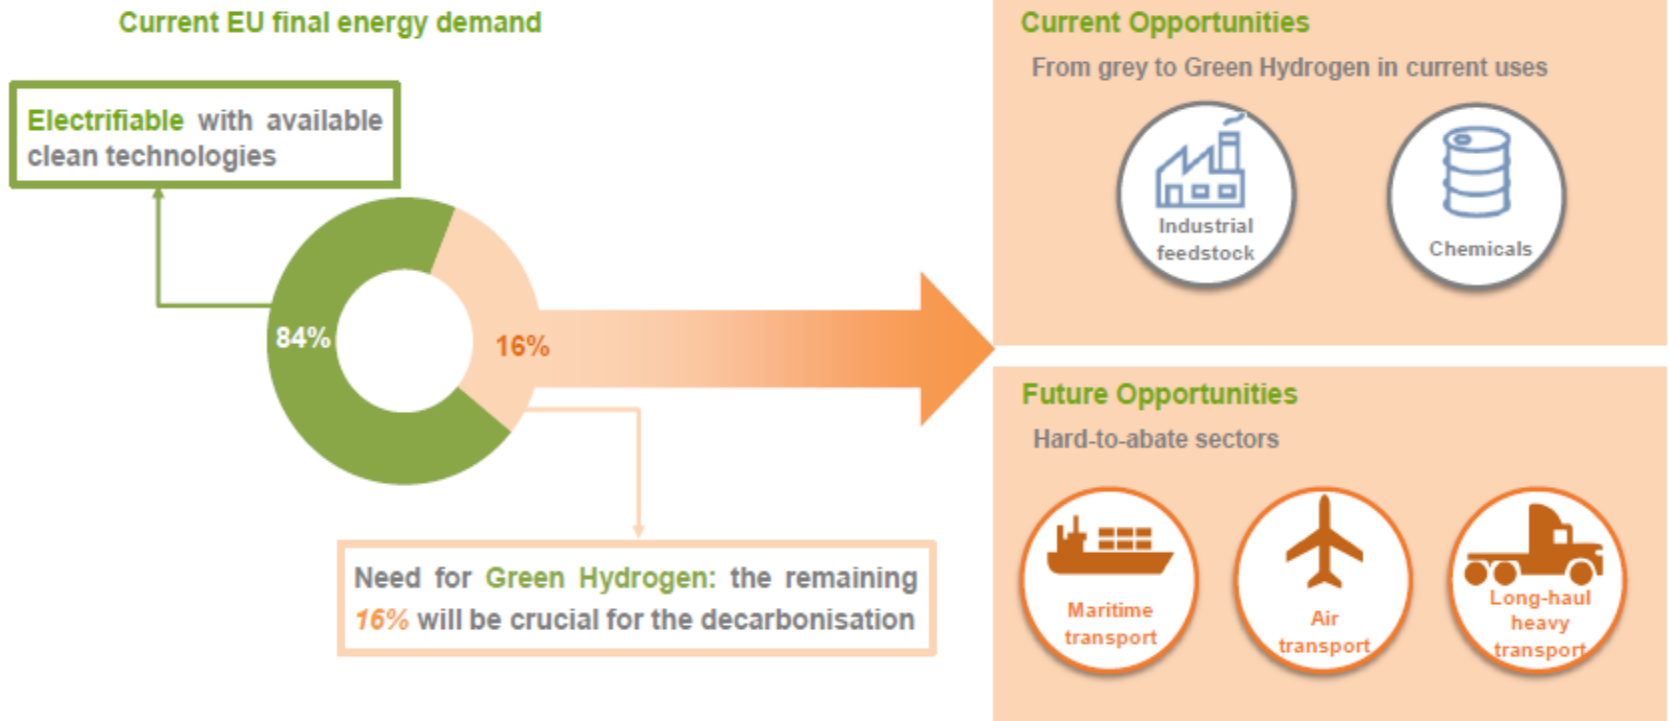 Current EU final energy demand
Electrifiable with available
clean technologies
84%
16%
Need for Green Hydrogen: the remaining
16% will be crucial for the decarbonisation
Current Opportunities
From grey to Green Hydrogen in current uses
Industrial
feedstock
Chemicals
Future Opportunities
Hard-to-abate sectors
Maritime
transport
Air
transport
Long-haul
heavy
transport